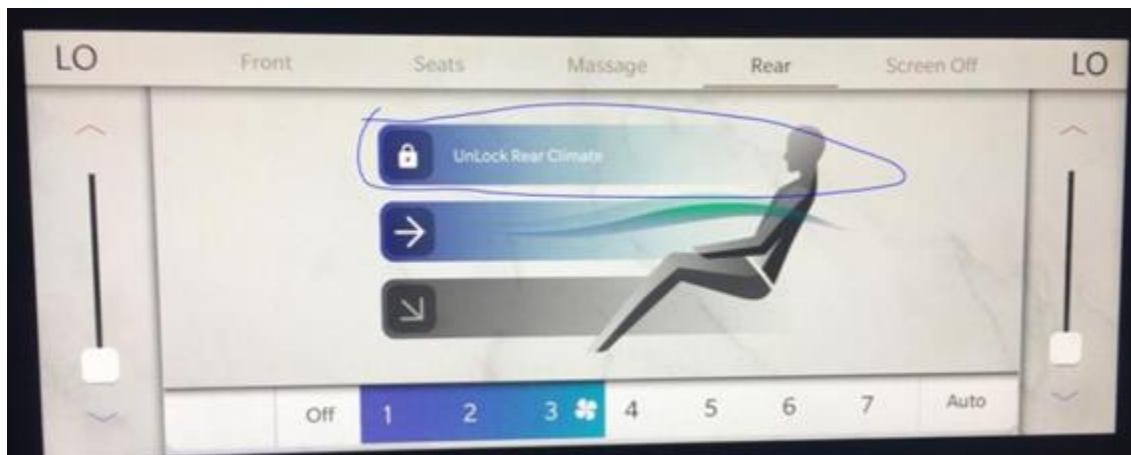 LO Front Seats Massage Rear Screen Off LO
UnLock Rear Climate
Off 1 2 3 4 5 6 7 Auto